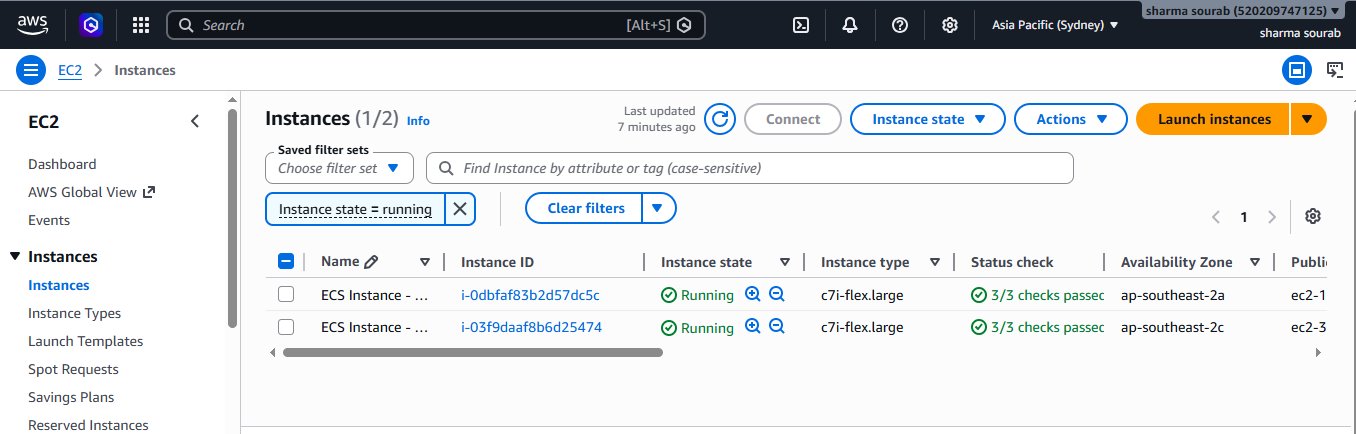 aws
Search [Alt+S]
Asia Pacific (Sydney)
sharma sourab (520209747125)
sharma sourab
EC2 Instances
EC2
Dashboard
AWS Global View
Events
Instances
Instances
Instance Types
Launch Templates
Spot Requests
Savings Plans
Reserved Instances
Instances (1/2) Info
Last updated
7 minutes ago
Connect
Instance state
Actions
Launch instances
Saved filter sets
Choose filter set
Find Instance by attribute or tag (case-sensitive)
Instance state = running
Clear filters
1
Name Instance ID Instance state Instance type Status check Availability Zone Public
ECS Instance - ... i-0dbfaf83b2d57dc5c Running c7i-flex.large 3/3 checks passed ap-southeast-2a ec2-1
ECS Instance - ... i-03f9daaf8b6d25474 Running c7i-flex.large 3/3 checks passed ap-southeast-2c ec2-3